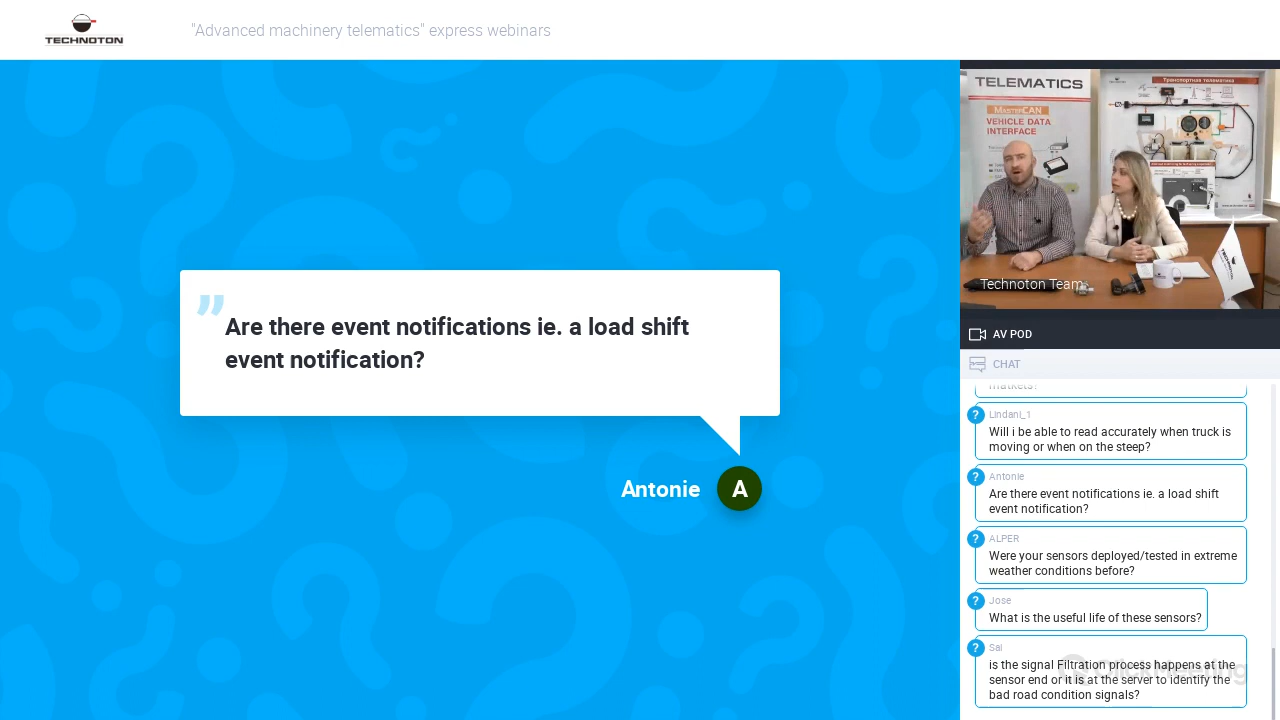 TECHNOTON
"Advanced machinery telematics" express webinars
Are there event notifications ie. a load shift
event notification?
Antonie
A
TELEMATICS
MasterCAN
VEHICLE DATA
INTERFACE
Транспортная телематика
Technoton Team
AV POD
CHAT
markets?
?
Lindani_1
Will i be able to read accurately when truck is
moving or when on the steep?
?
Antonie
Are there event notifications ie. a load shift
event notification?
?
ALPER
Were your sensors deployed/tested in extreme
weather conditions before?
?
Jose
What is the useful life of these sensors?
?
Sai
is the signal Filtration process happens at the
sensor end or it is at the server to identify the
bad road condition signals?